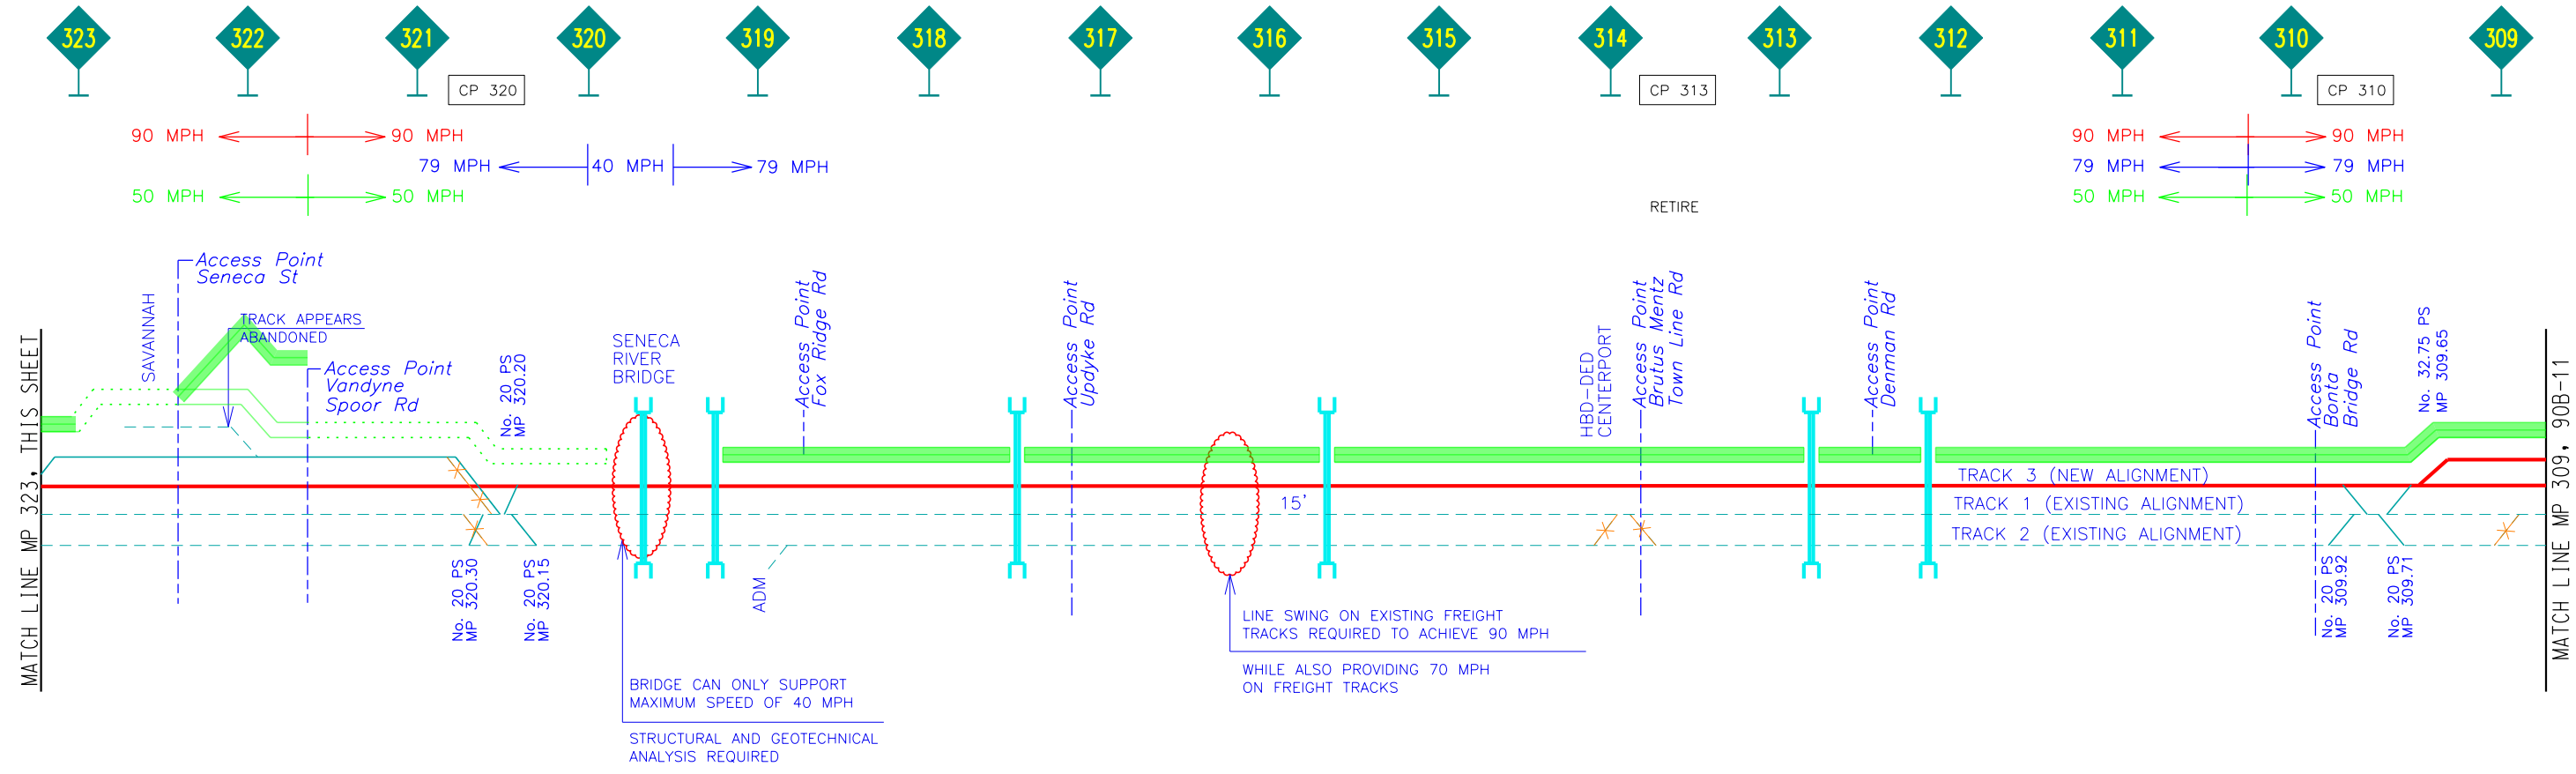 323 322 321 320 319 318 317 316 315 314 313 312 311 310 309
CP 320
CP 313
CP 310
90 MPH 90 MPH
79 MPH 40 MPH 79 MPH
50 MPH 50 MPH
90 MPH 90 MPH
79 MPH 79 MPH
50 MPH 50 MPH
RETIRE
MATCH LINE MP 323, THIS SHEET
SAVANNAH
Access Point
Seneca St
TRACK APPEARS
ABANDONED
Access Point
Vandyne
Spoor Rd
No. 20 PS
MP 320.20
No. 20 PS
MP 320.30
No. 20 PS
MP 320.15
SENECA
RIVER
BRIDGE
BRIDGE CAN ONLY SUPPORT
MAXIMUM SPEED OF 40 MPH
STRUCTURAL AND GEOTECHNICAL
ANALYSIS REQUIRED
ADM
Access Point
Fox Ridge Rd
Access Point
Updyke Rd
15'
LINE SWING ON EXISTING FREIGHT
TRACKS REQUIRED TO ACHIEVE 90 MPH
WHILE ALSO PROVIDING 70 MPH
ON FREIGHT TRACKS
HBD-DED
CENTERPORT
Access Point
Brutus Mentz
Town Line Rd
Access Point
Denman Rd
TRACK 3 (NEW ALIGNMENT)
TRACK 1 (EXISTING ALIGNMENT)
TRACK 2 (EXISTING ALIGNMENT)
Access Point
Bonta
Bridge Rd
No. 20 PS
MP 309.92
No. 20 PS
MP 309.71
No. 32.75 PS
MP 309.65
MATCH LINE MP 309, 90B-11